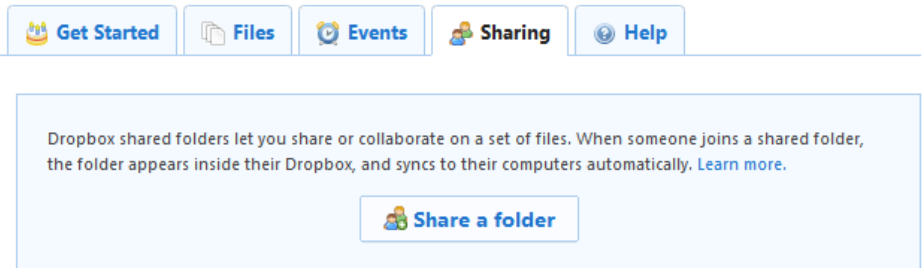 Get Started Files Events Sharing Help
Dropbox shared folders let you share or collaborate on a set of files. When someone joins a shared folder,
the folder appears inside their Dropbox, and syncs to their computers automatically. Learn more.
Share a folder